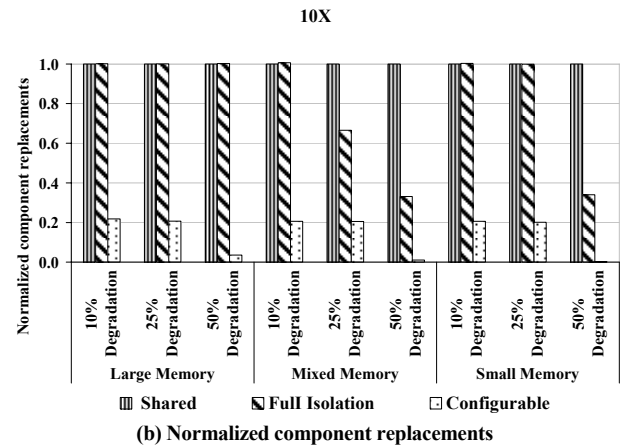 10X
Normalized component replacements
1.0
0.8
0.6
0.4
0.2
0.0
10% Degradation
25% Degradation
50% Degradation
10% Degradation
25% Degradation
50% Degradation
10% Degradation
25% Degradation
50% Degradation
Large Memory Mixed Memory Small Memory
Shared Full Isolation Configurable
(b) Normalized component replacements